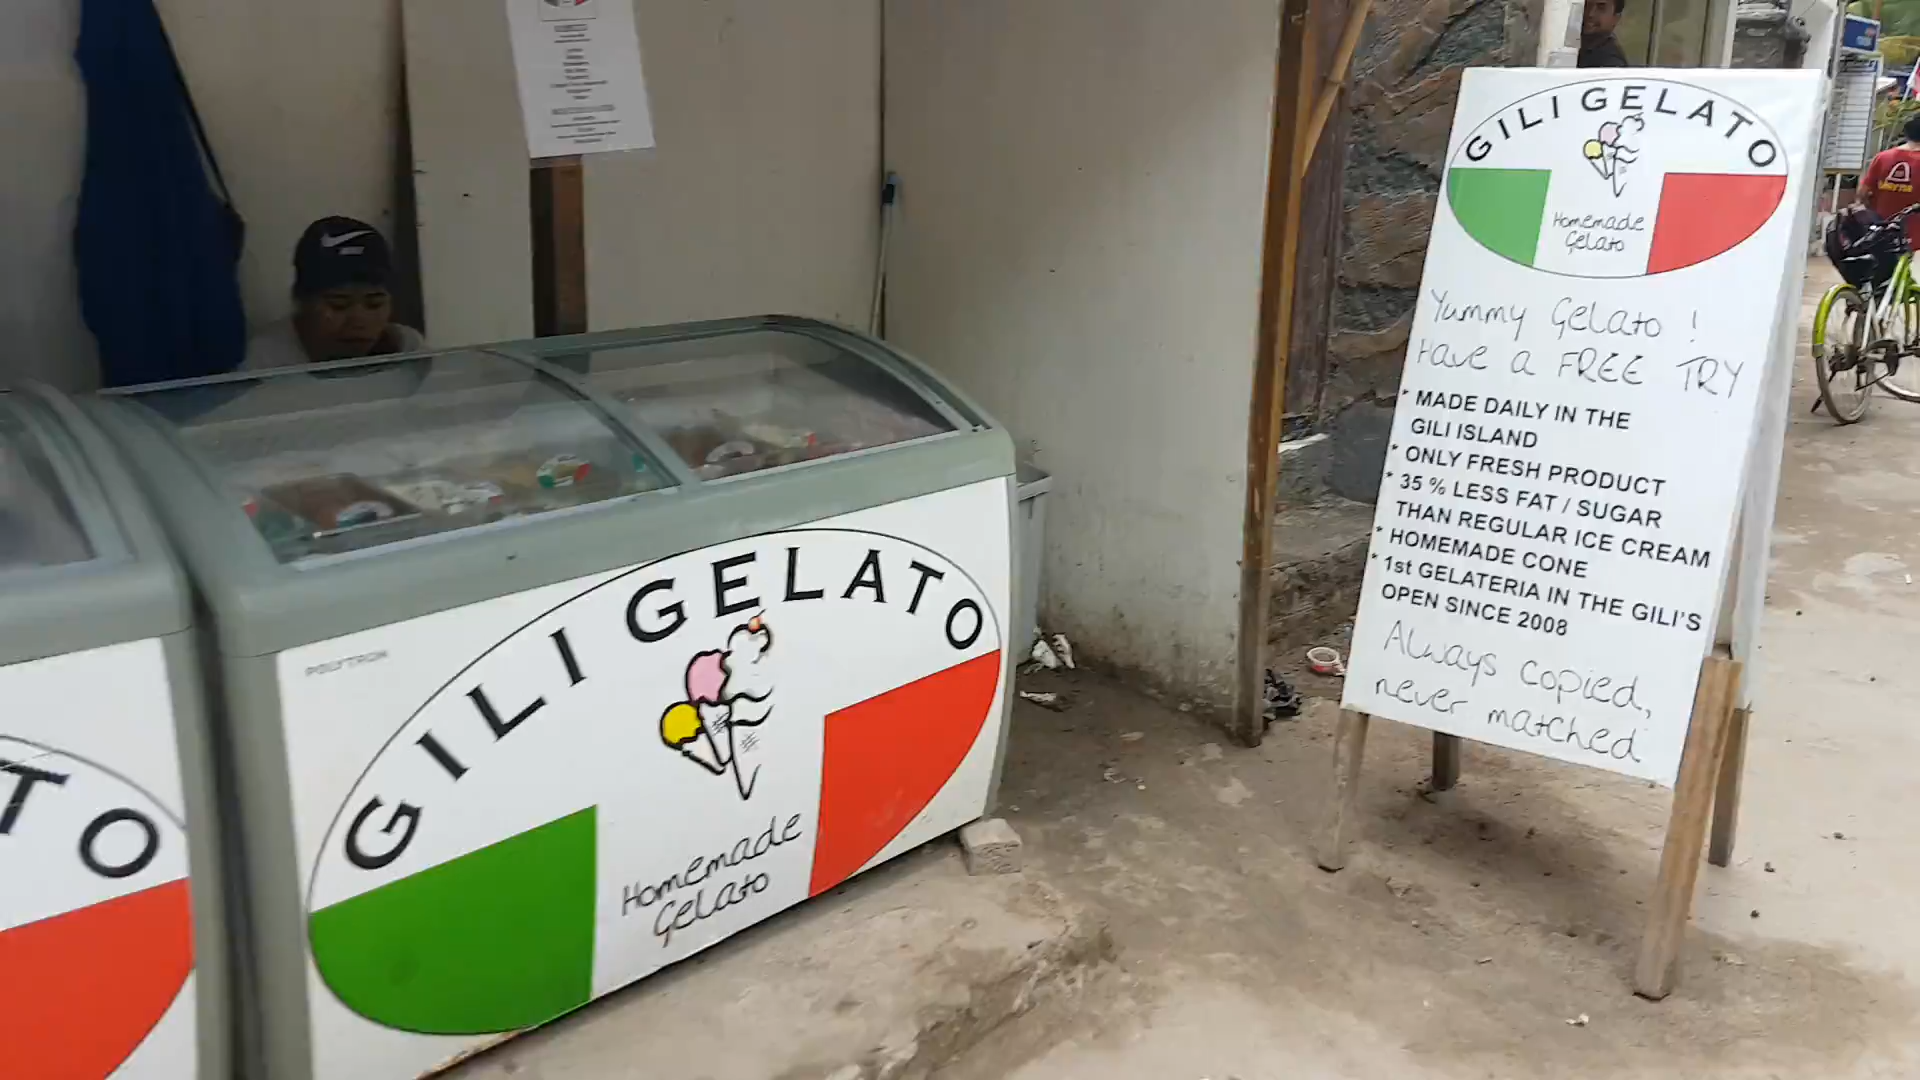 GILI GELATO
Homemade
Gelato
POLYTRON
TO
GILI GELATO
Homemade
Gelato
Yummy Gelato !
Have a FREE TRY
* MADE DAILY IN THE
GILI ISLAND
* ONLY FRESH PRODUCT
* 35 % LESS FAT / SUGAR
THAN REGULAR ICE CREAM
* HOMEMADE CONE
* 1st GELATERIA IN THE GILI'S
OPEN SINCE 2008
Always copied,
never matched